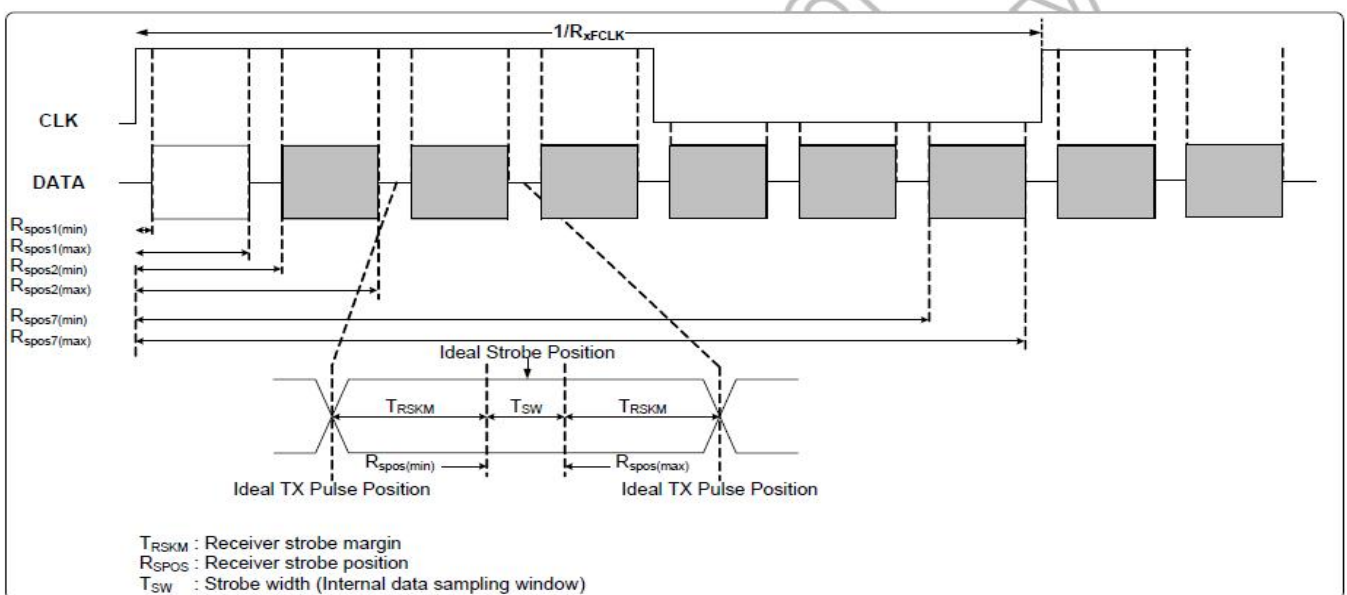 1/RxFCLK
CLK
DATA
Rspos1(min)
Rspos1(max)
Rspos2(min)
Rspos2(max)
Rspos7(min)
Rspos7(max)
Ideal Strobe Position
TRSKM TSW TRSKM
Rspos(min) Rspos(max)
Ideal TX Pulse Position Ideal TX Pulse Position
TRSKM : Receiver strobe margin
RSPOS : Receiver strobe position
TSW : Strobe width (Internal data sampling window)